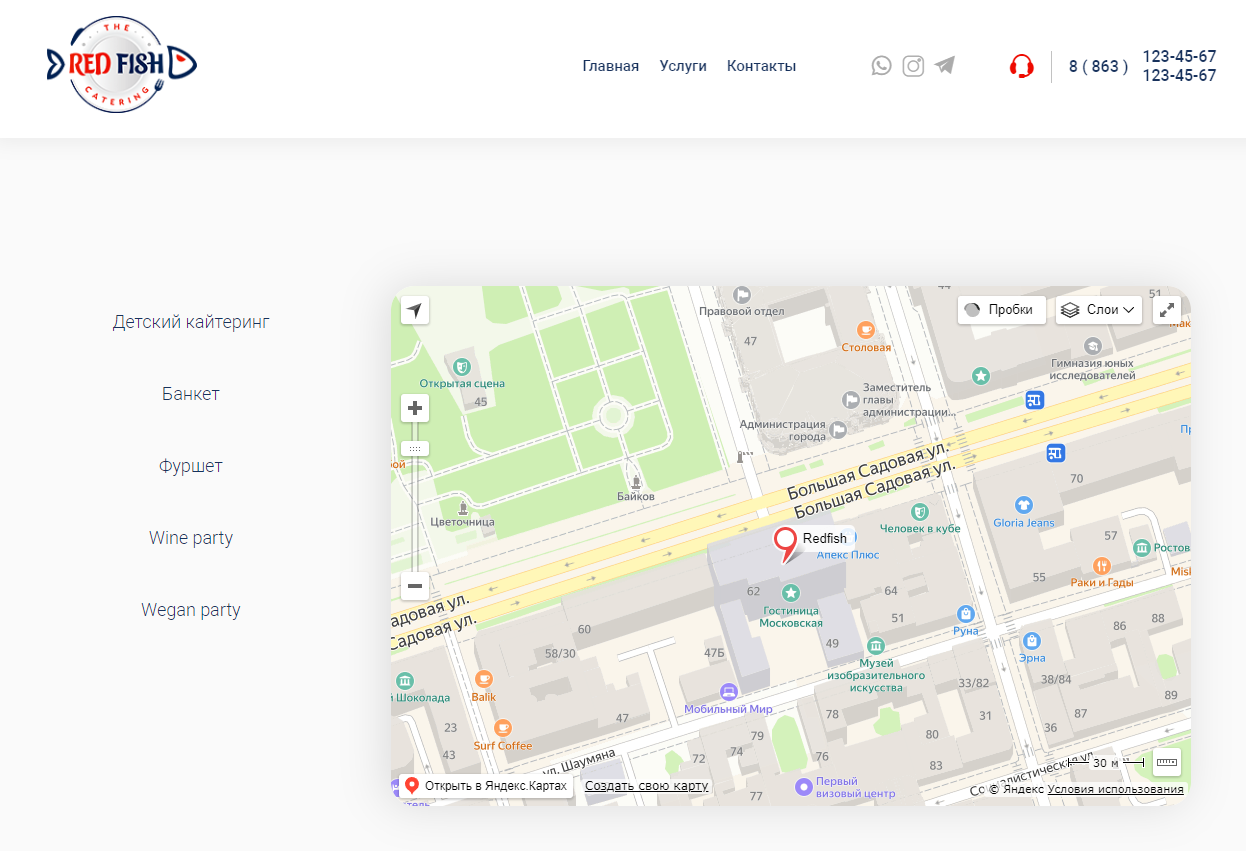 THE
RED FISH
CATERING
Главная
Услуги
Контакты
8 ( 863 )
123-45-67
123-45-67
Детский кайтеринг
Банкет
Фуршет
Wine party
Wegan party
Правовой отдел
47
Столовая
Пробки
Слои
44
51
Мак
Гимназия юных
исследователей
Открытая сцена
45
Заместитель
главы
администрации...
Администрация
города
ой
Большая Садовая ул.
Большая Садовая ул.
70
Байков
Цветочница
Человек в кубе
Gloria Jeans
57
Redfish
Апекс Плюс
Ростов
Раки и Гады
Mis
55
62
64
Гостиница
Московская
51
Руна
Эрна
86
88
адовая ул.
Садовая ул.
60
58/30
47Б
49
Музей
изобразительного
искусства
33/82
38/84
89
й Шоколада
Balik
Мобильный Мир
47
31
36
87
23
43
Surf Coffee
79
74
72
76
80
83
78
77
ул. Шаумяна
Первый
визовый центр
30 м
Открыть в Яндекс.Картах
Создать свою карту
© Яндекс Условия использования